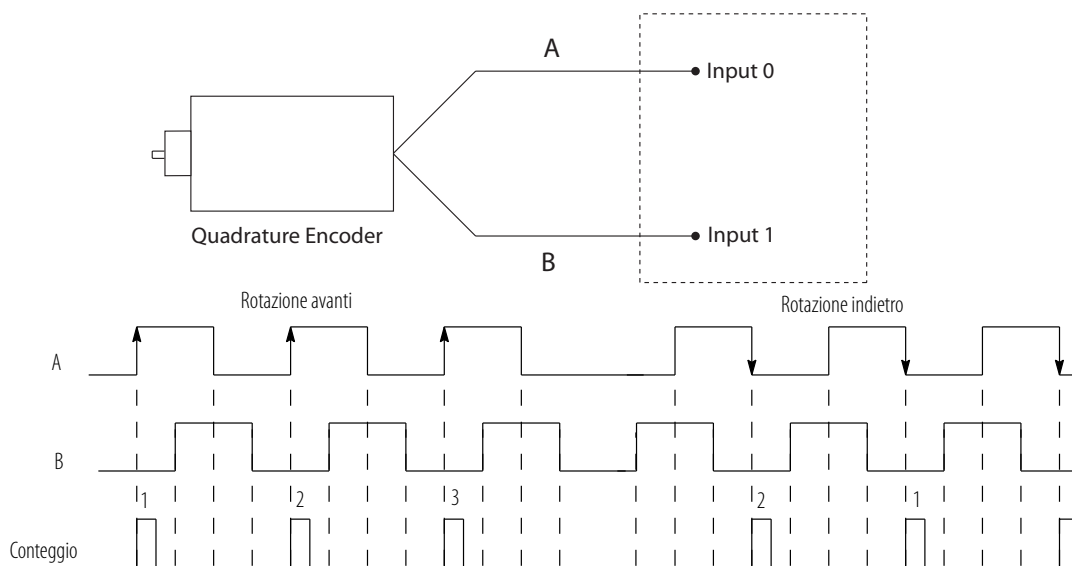 A
Input 0
Quadrature Encoder
Input 1
B
Rotazione avanti
Rotazione indietro
A
B
1
2
3
2
1
Conteggio